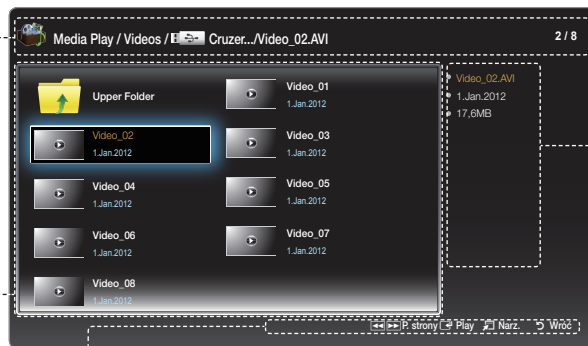 Media Play / Videos / Cruzer.../Video_02.AVI
2 / 8
Upper Folder
Video_01
1.Jan.2012
Video_02
1.Jan.2012
Video_03
1.Jan.2012
Video_04
1.Jan.2012
Video_05
1.Jan.2012
Video_06
1.Jan.2012
Video_07
1.Jan.2012
Video_08
1.Jan.2012
Video_02.AVI
1.Jan.2012
17,6MB
P. strony Play Narz. Wróć